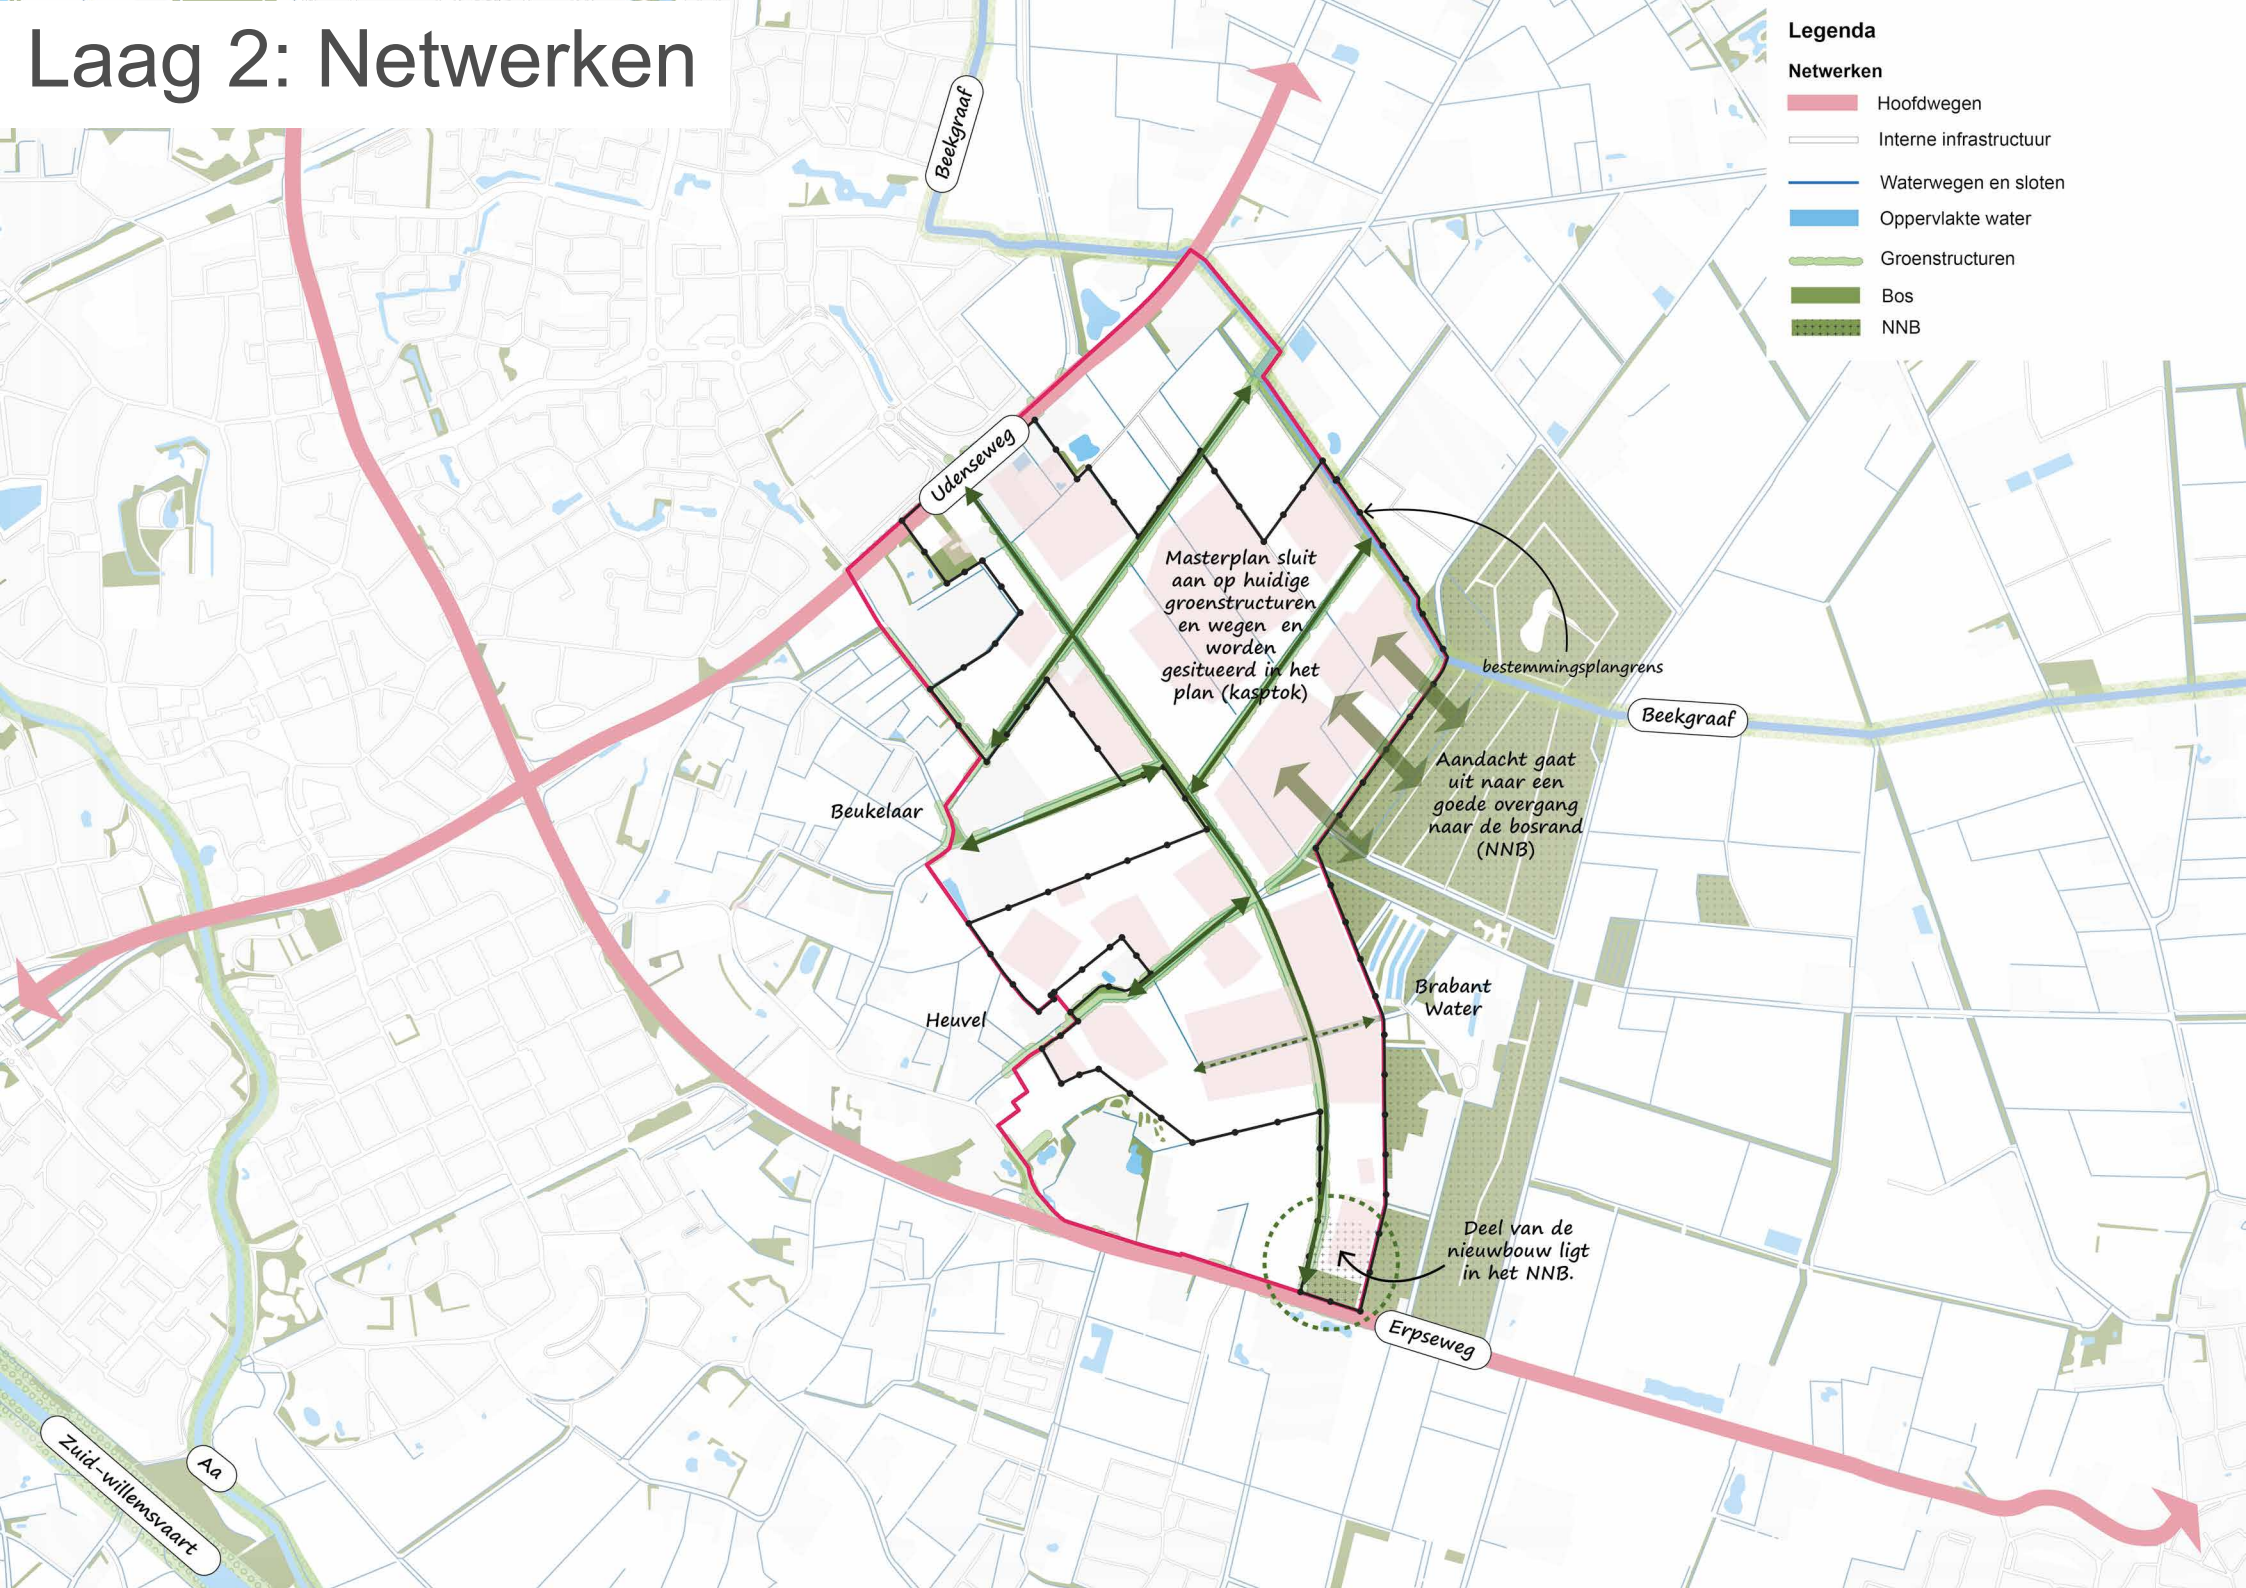 Laag 2: Netwerken
Legenda
Netwerken
Hoofdwegen
Interne infrastructuur
Waterwegen en sloten
Oppervlakte water
Groenstructuren
Bos
NNB
Beekgraaf
Udenseweg
Masterplan sluit
aan op huidige
groenstructuren
en wegen en
worden
gesitueerd in het
plan (kasptok)
bestemmingsplangrens
Beekgraaf
Aandacht gaat
uit naar een
goede overgang
naar de bosrand
(NNB)
Beukelaar
Brabant
Water
Heuvel
Deel van de
nieuwbouw ligt
in het NNB.
Erpseweg
Aa
Zuid-willemsvaart